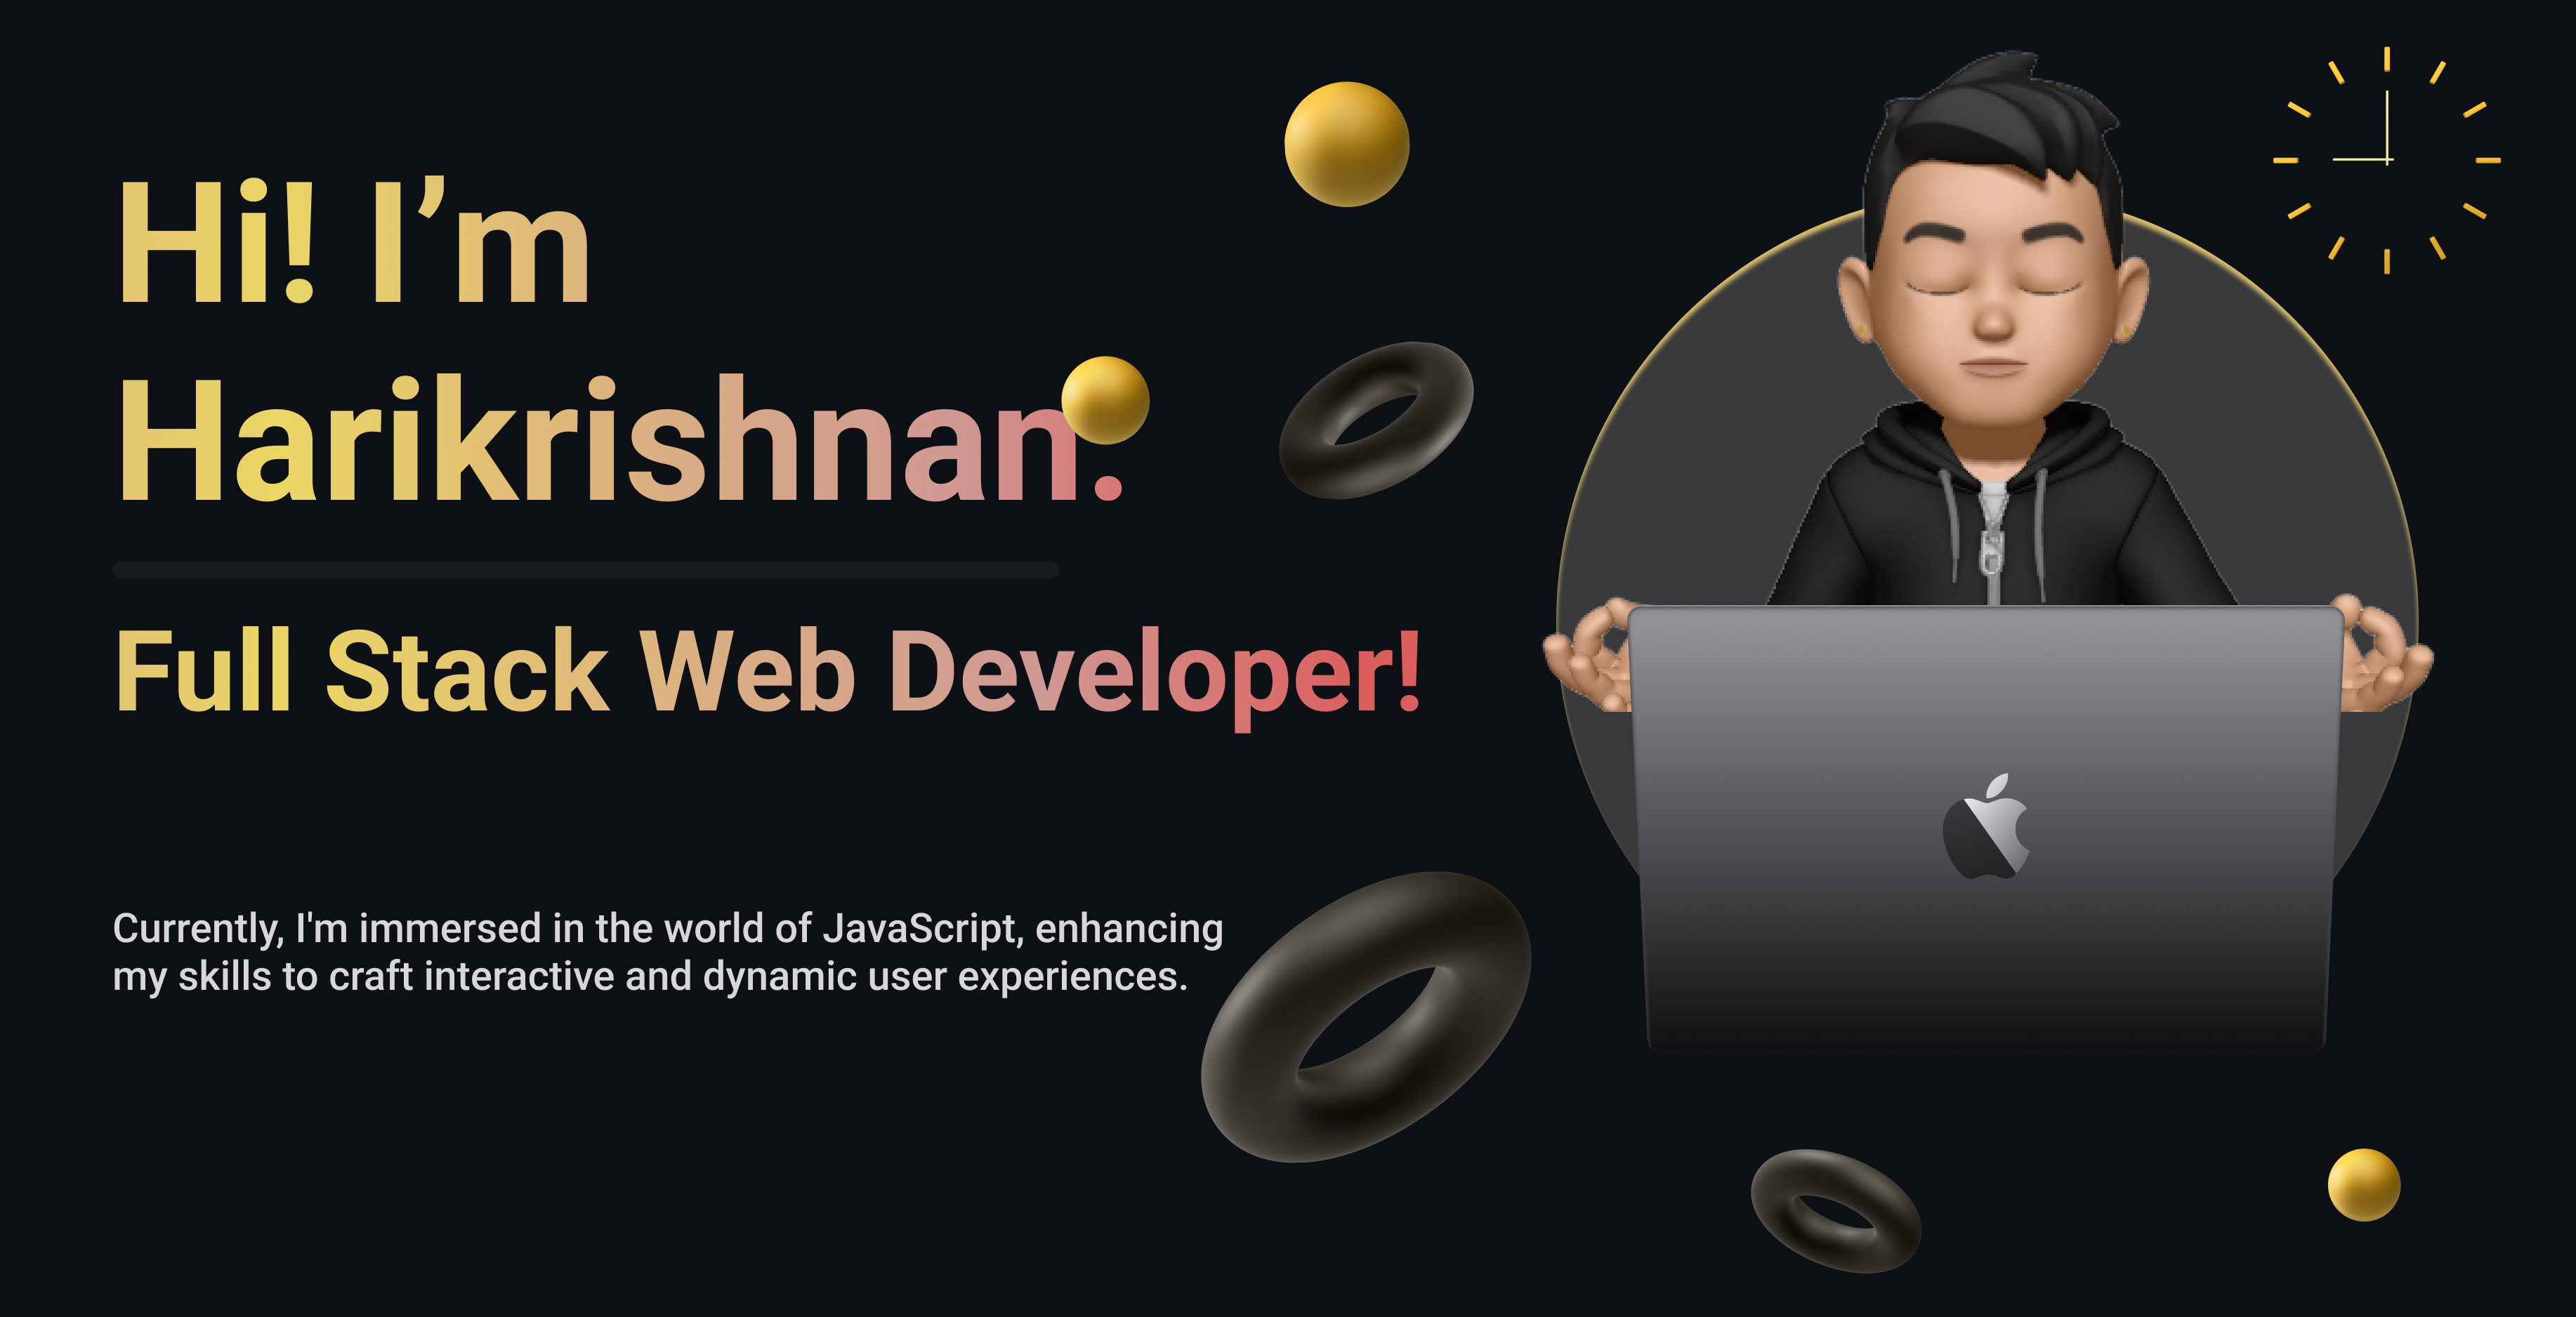 Hi! I’m
Harikrishnan.
Full Stack Web Developer!
Currently, I'm immersed in the world of JavaScript, enhancing
my skills to craft interactive and dynamic user experiences.